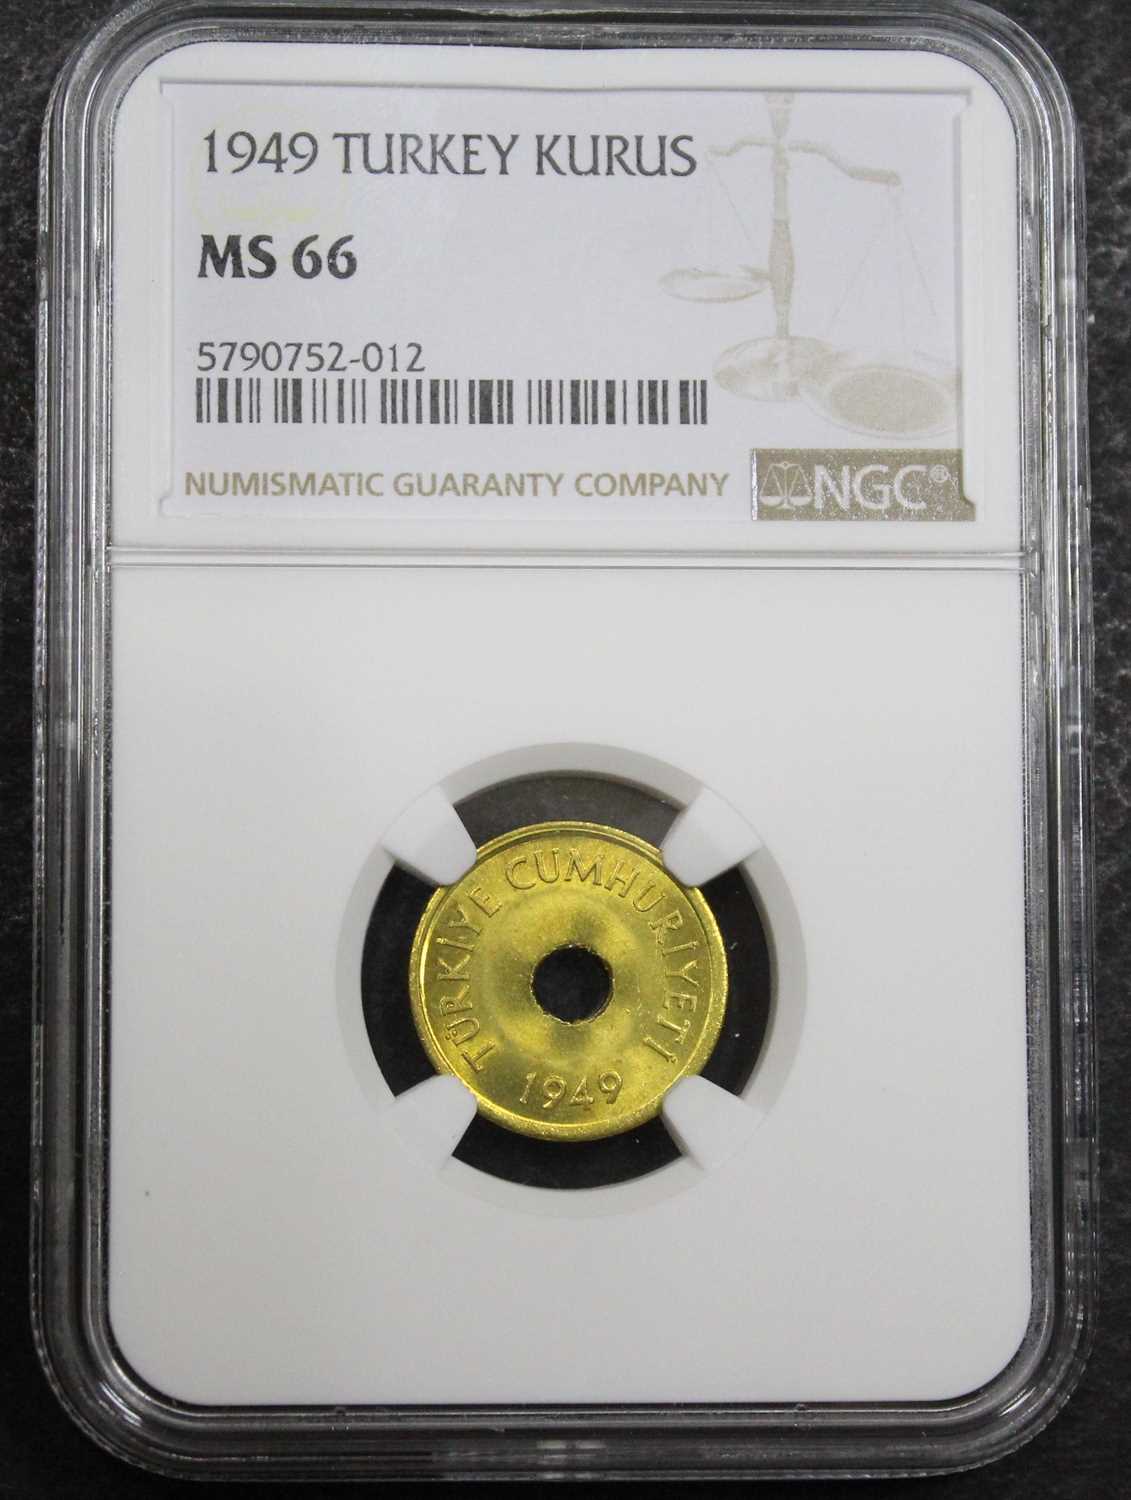 1949 TURKEY KURUS
MS 66
5790752-012
NUMISMATIC GUARANTY COMPANY
NGC®
TÜRKİYE CUMHURİYETİ
1949